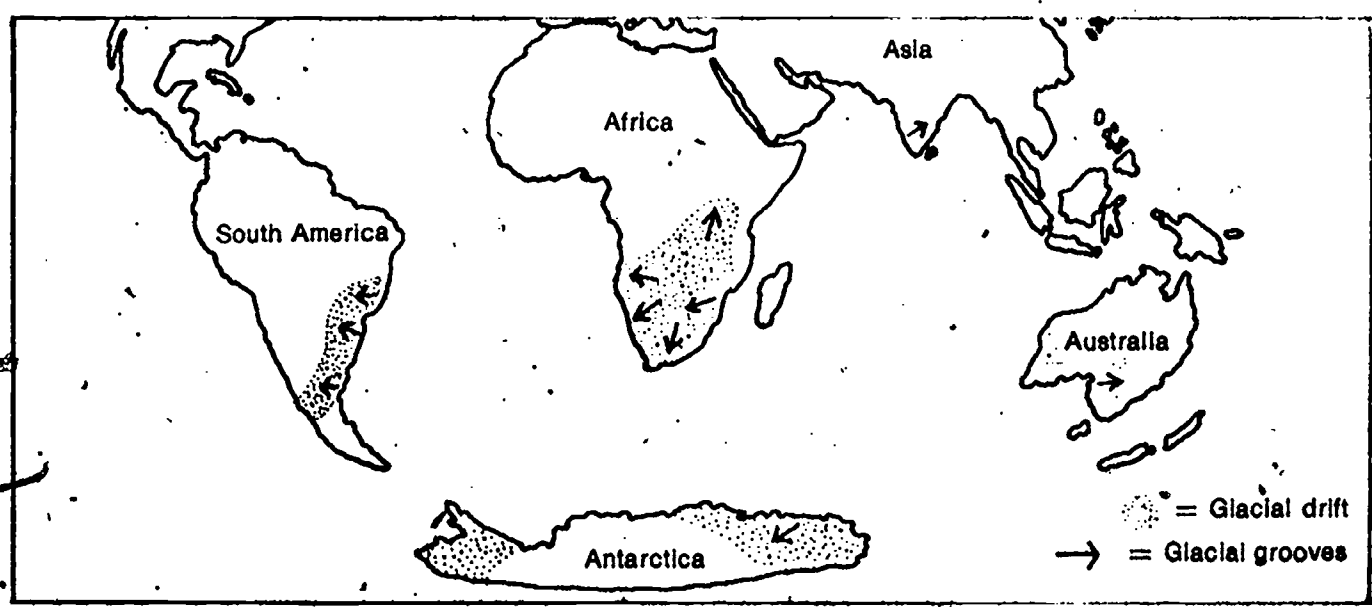 Asia
Africa
South America
Australia
Antarctica
= Glacial drift
= Glacial grooves